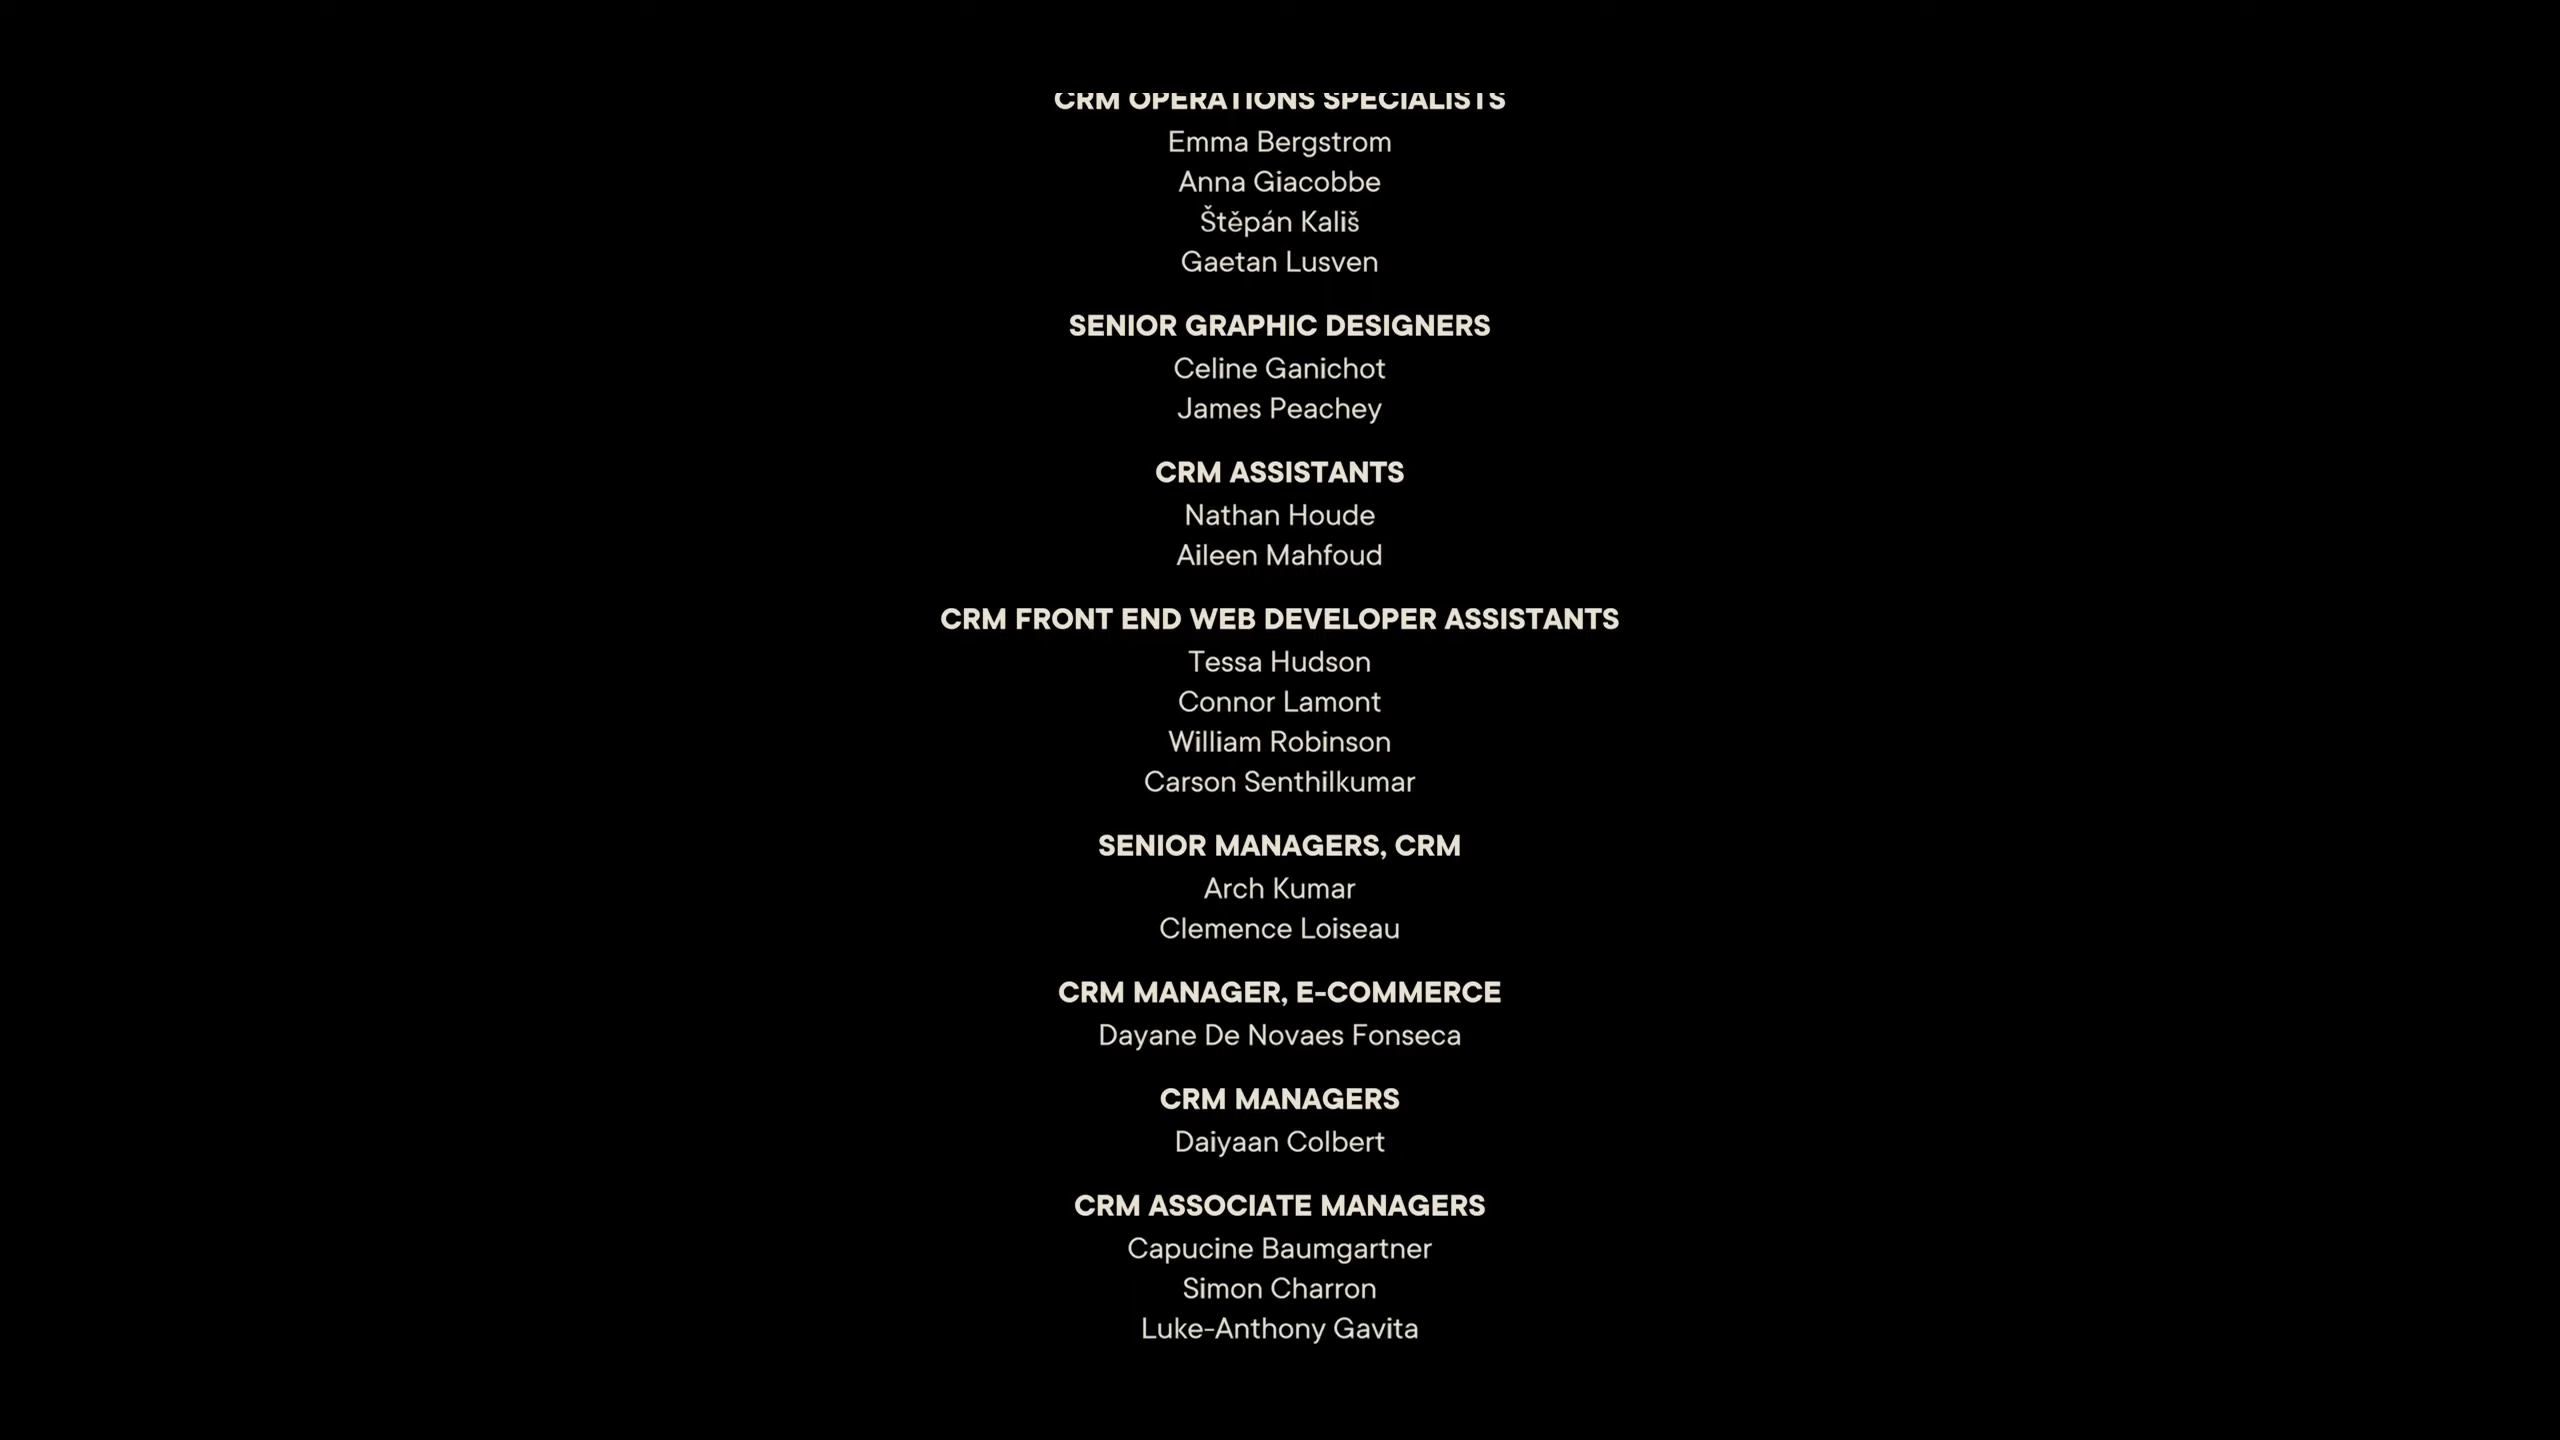 CRM OPERATIONS SPECIALISTS
Emma Bergstrom
Anna Giacobbe
Štěpán Kališ
Gaetan Lusven
SENIOR GRAPHIC DESIGNERS
Celine Ganichot
James Peachey
CRM ASSISTANTS
Nathan Houde
Aileen Mahfoud
CRM FRONT END WEB DEVELOPER ASSISTANTS
Tessa Hudson
Connor Lamont
William Robinson
Carson Senthilkumar
SENIOR MANAGERS, CRM
Arch Kumar
Clemence Loiseau
CRM MANAGER, E-COMMERCE
Dayane De Novaes Fonseca
CRM MANAGERS
Daiyaan Colbert
CRM ASSOCIATE MANAGERS
Capucine Baumgartner
Simon Charron
Luke-Anthony Gavita